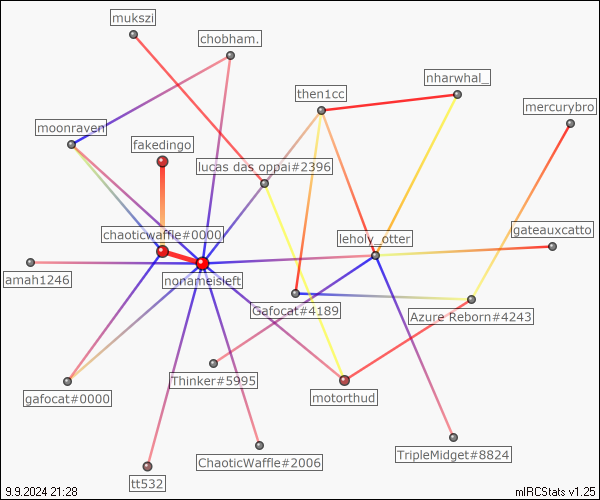 mukszi
chobham.
nharwhal_
then1cc
mercurybro
moonraven
fakedingo
lucas das oppai#2396
chaoticwaffle#0000
leholy_otter
gateauxcatto
amah1246
nonameisleft
Gafocat#4189
Azure Reborn#4243
Thinker#5995
motorthud
gafocat#0000
TripleMidget#8824
ChaoticWaffle#2006
tt532
9.9.2024 21:28
mIRCStats v1.25